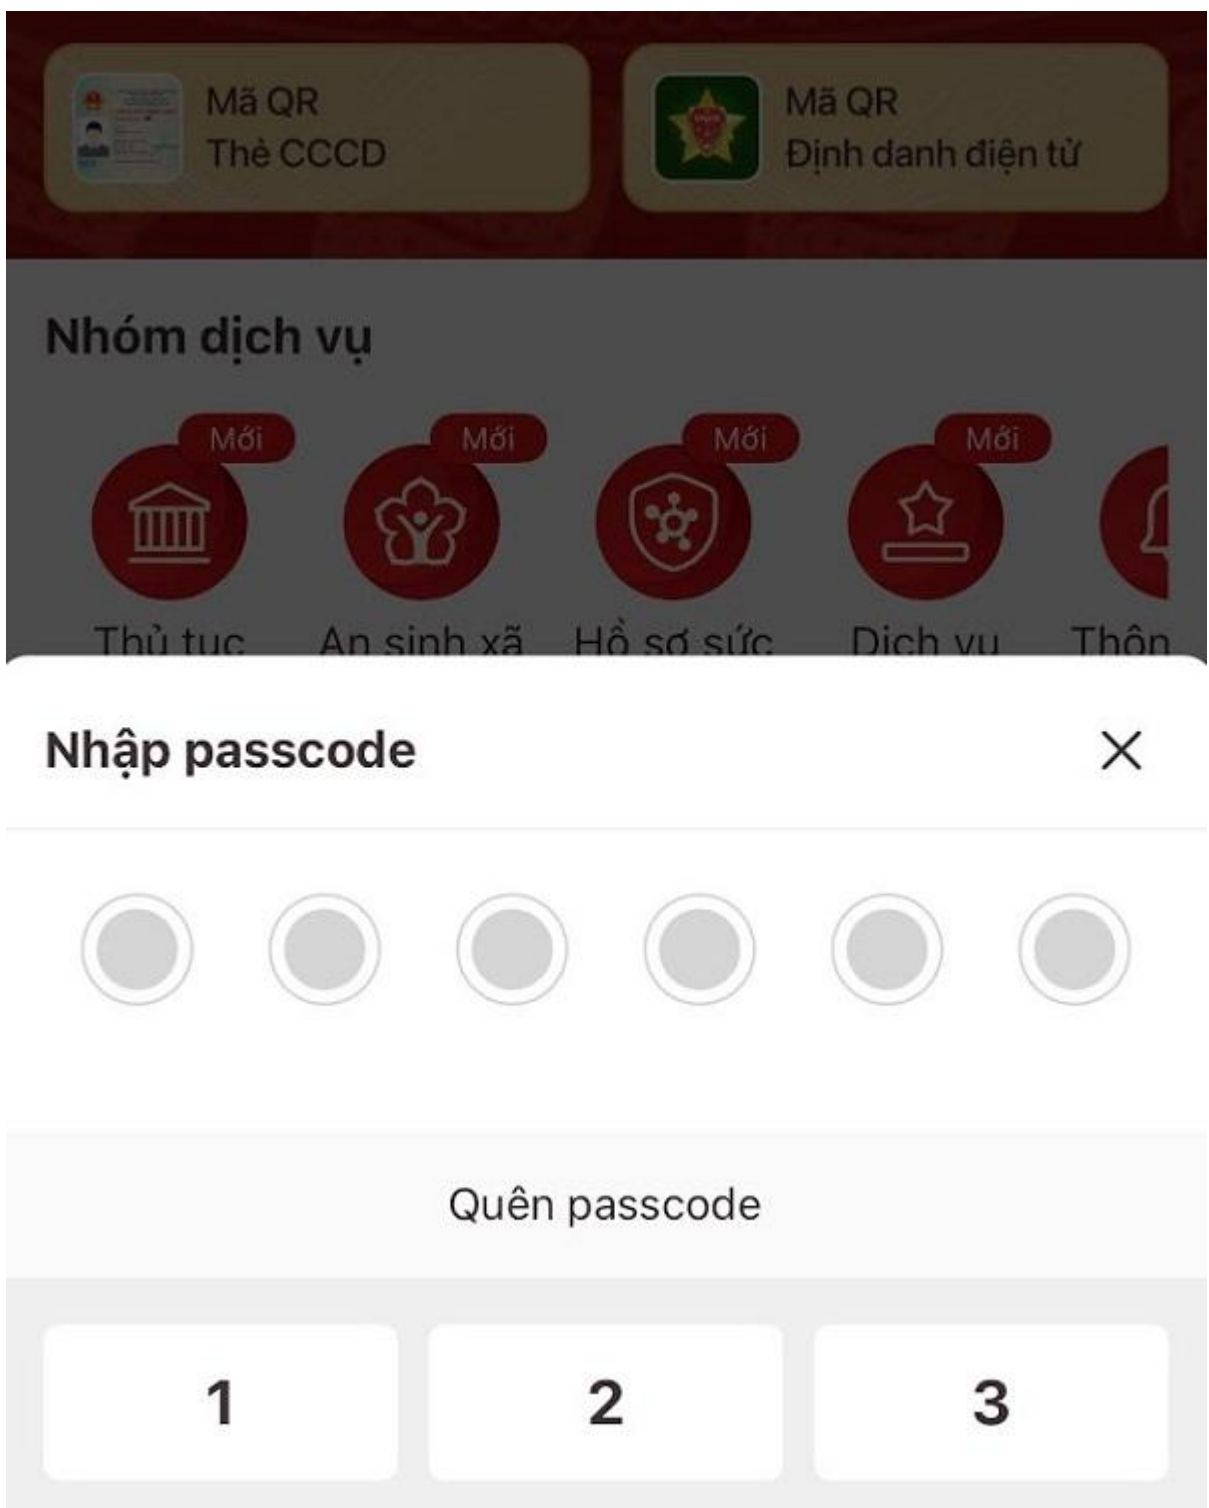 Mã QR
Thẻ CCCD
Mã QR
Định danh điện tử
Nhóm dịch vụ
Mới
Mới
Mới
Mới
Thủ tục
An sinh xã
Hồ sơ sức
Dịch vụ
Thôn
Nhập passcode
Quên passcode
1
2
3